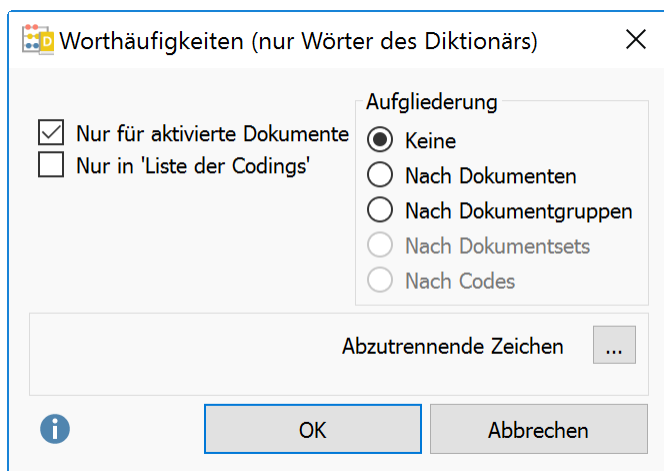 Worthäufigkeiten (nur Wörter des Diktionärs)
Nur für aktivierte Dokumente
Nur in 'Liste der Codings'
Aufgliederung
Keine
Nach Dokumenten
Nach Dokumentgruppen
Nach Dokumentsets
Nach Codes
Abzutrennende Zeichen
...
OK
Abbrechen